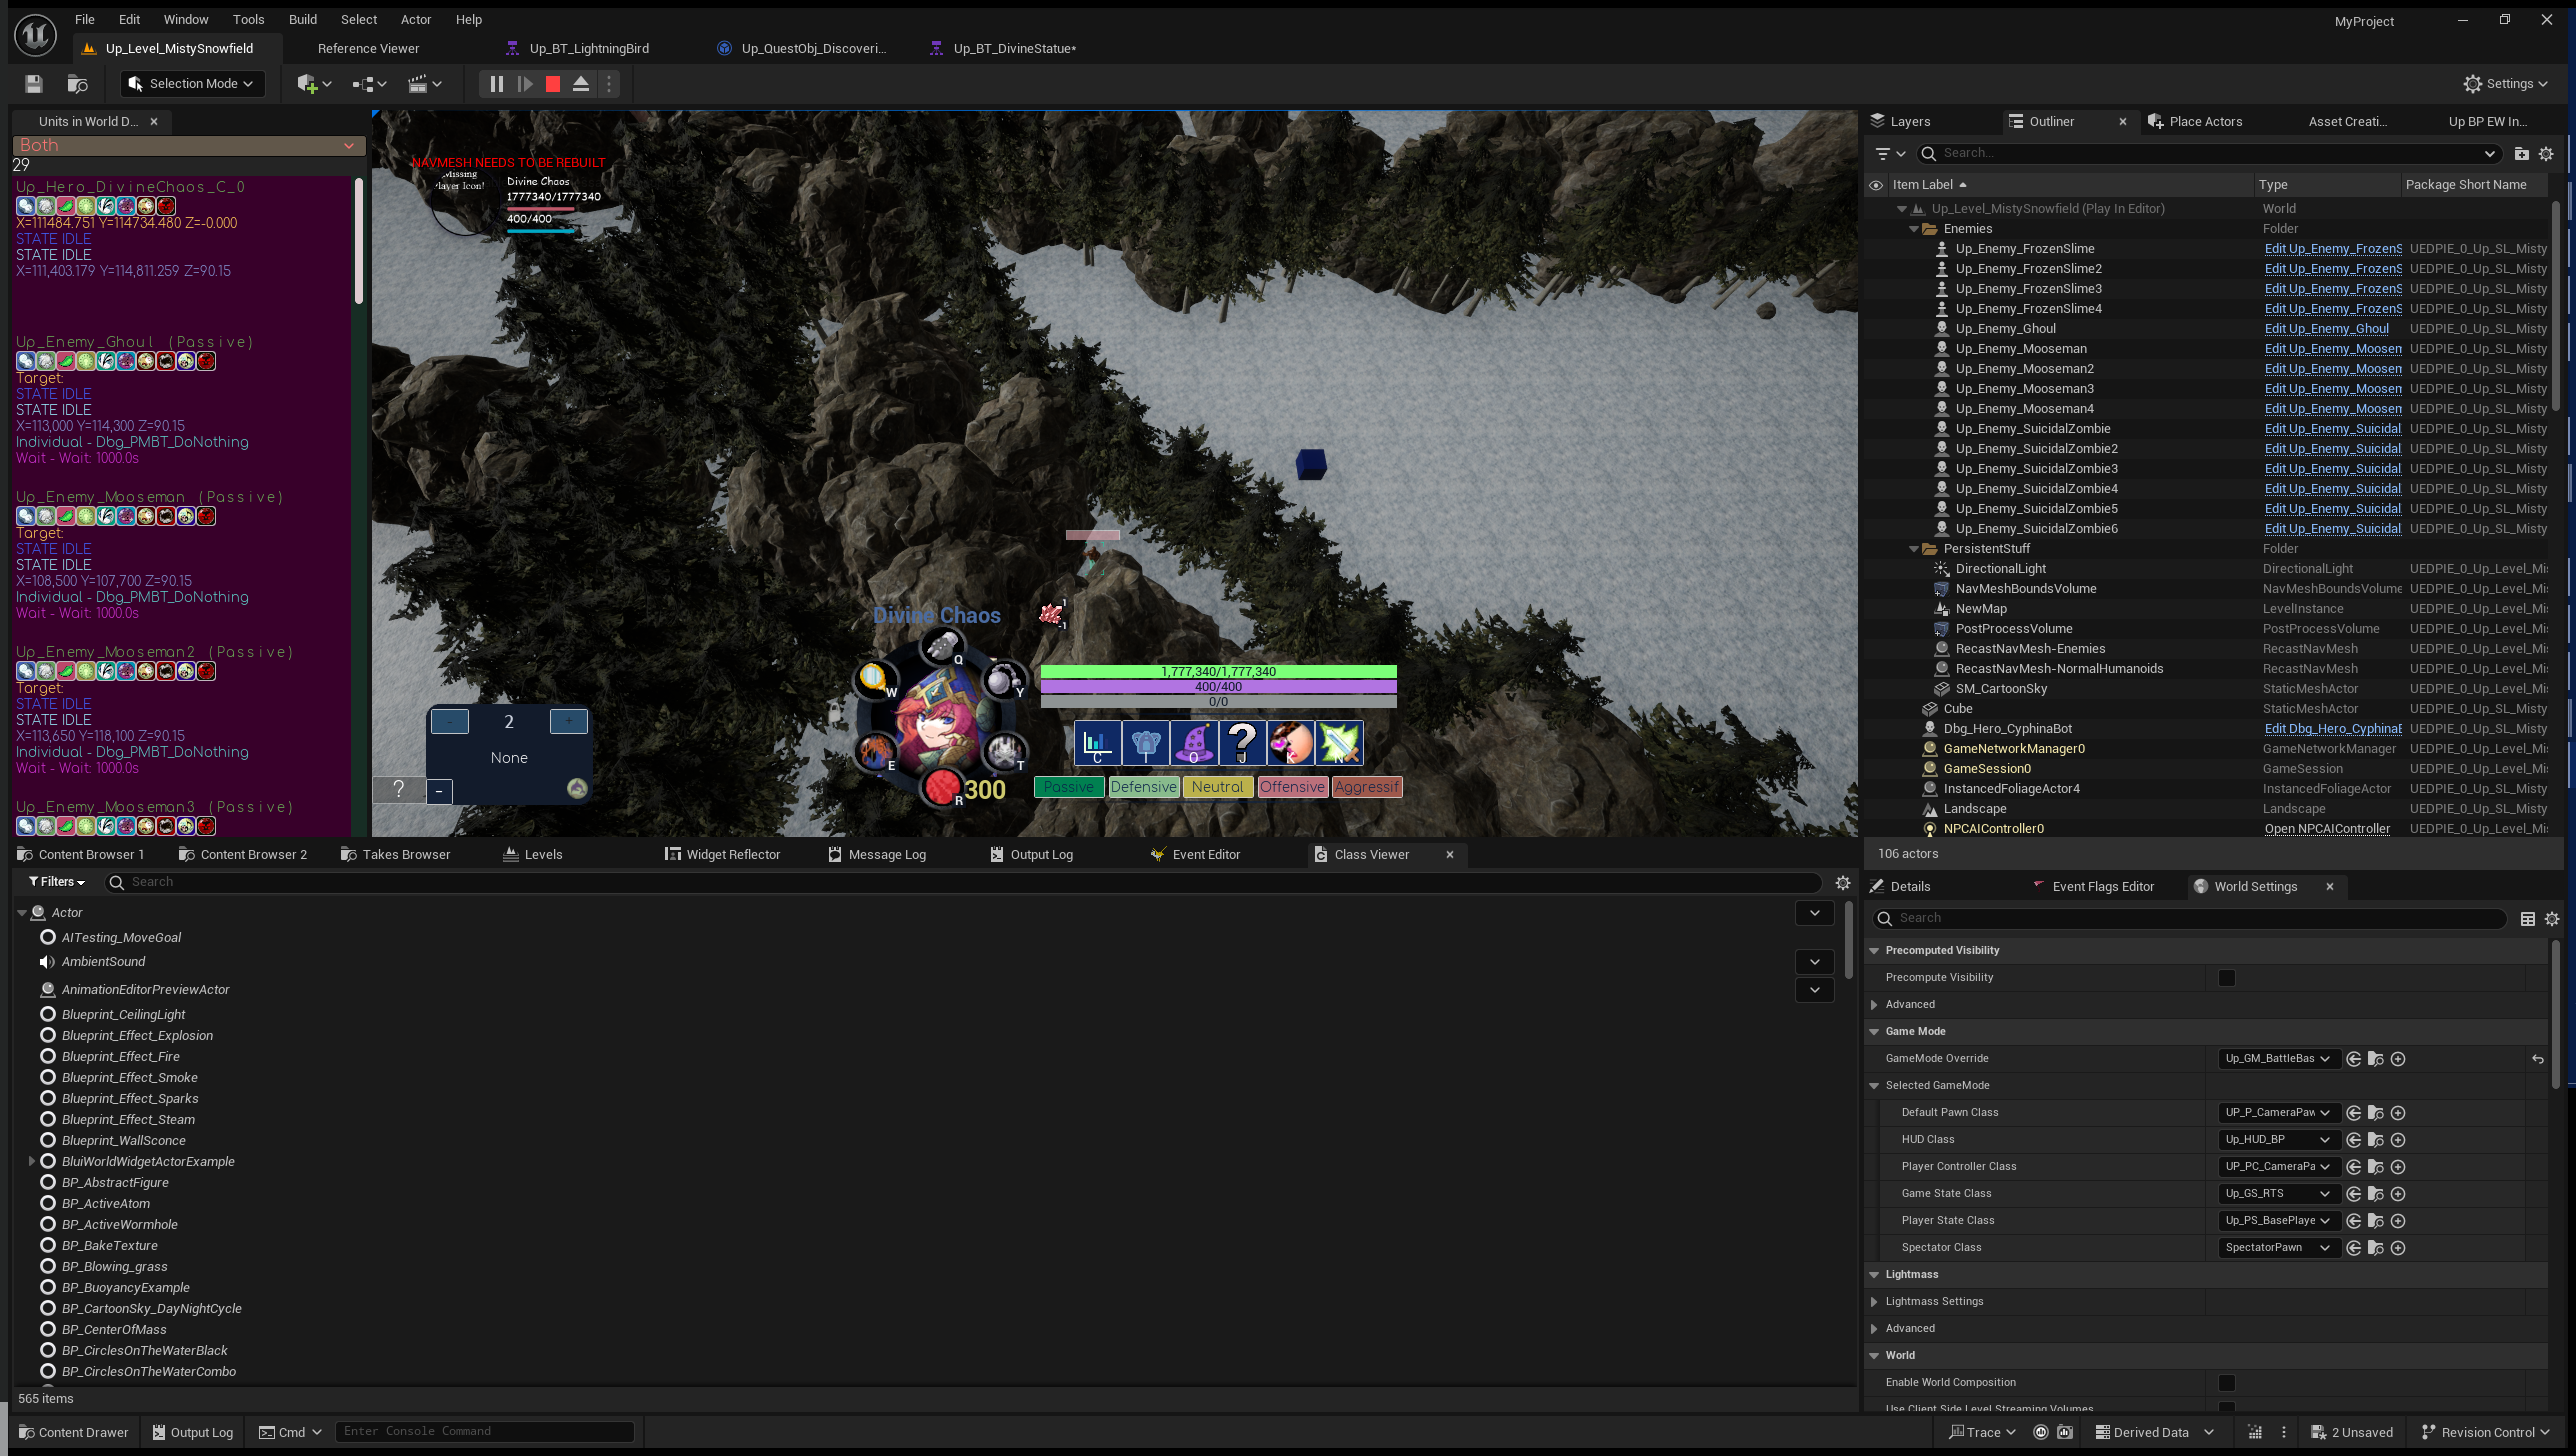 File Edit Window Tools Build Select Actor Help
MyProject
Up_Level_MistySnowfield
Reference Viewer
Up_BT_LightningBird
Up_QuestObj_Discoveri...
Up_BT_DivineStatue*
Selection Mode
Settings
Units in World D...
Both
29
Up_Hero_DivineChaos_C_0
X=111484.751 Y=114734.480 Z=-0.000
STATE IDLE
STATE IDLE
X=111,403.179 Y=114,811.259 Z=90.15
Up_Enemy_Ghoul (Passive)
Target:
STATE IDLE
STATE IDLE
X=113,000 Y=114,300 Z=90.15
Individual - Dbg_PMBT_DoNothing
Wait - Wait: 1000.0s
Up_Enemy_Mooseman (Passive)
Target:
STATE IDLE
STATE IDLE
X=108,500 Y=107,700 Z=90.15
Individual - Dbg_PMBT_DoNothing
Wait - Wait: 1000.0s
Up_Enemy_Mooseman2 (Passive)
Target:
STATE IDLE
STATE IDLE
X=113,650 Y=118,100 Z=90.15
Individual - Dbg_PMBT_DoNothing
Wait - Wait: 1000.0s
Up_Enemy_Mooseman3 (Passive)
NAVMESH NEEDS TO BE REBUILT
Missing
Player Icon!
Divine Chaos
1777340/1777340
400/400
Divine Chaos
Q
W
Y
E
T
R
300
1
-1
1,777,340/1,777,340
400/400
0/0
C I O J K N
Passive Defensive Neutral Offensive Aggressif
- 2 +
None
? -
Layers
Outliner
Place Actors
Asset Creati...
Up BP EW In...
Search...
Item Label Type Package Short Name
Up_Level_MistySnowfield (Play In Editor) World
Enemies Folder
Up_Enemy_FrozenSlime Edit Up_Enemy_FrozenS UEDPIE_0_Up_SL_Misty
Up_Enemy_FrozenSlime2 Edit Up_Enemy_FrozenS UEDPIE_0_Up_SL_Misty
Up_Enemy_FrozenSlime3 Edit Up_Enemy_FrozenS UEDPIE_0_Up_SL_Misty
Up_Enemy_FrozenSlime4 Edit Up_Enemy_FrozenS UEDPIE_0_Up_SL_Misty
Up_Enemy_Ghoul Edit Up_Enemy_Ghoul UEDPIE_0_Up_SL_Misty
Up_Enemy_Mooseman Edit Up_Enemy_Moosem UEDPIE_0_Up_SL_Misty
Up_Enemy_Mooseman2 Edit Up_Enemy_Moosem UEDPIE_0_Up_SL_Misty
Up_Enemy_Mooseman3 Edit Up_Enemy_Moosem UEDPIE_0_Up_SL_Misty
Up_Enemy_Mooseman4 Edit Up_Enemy_Moosem UEDPIE_0_Up_SL_Misty
Up_Enemy_SuicidalZombie Edit Up_Enemy_Suicidal UEDPIE_0_Up_SL_Misty
Up_Enemy_SuicidalZombie2 Edit Up_Enemy_Suicidal UEDPIE_0_Up_SL_Misty
Up_Enemy_SuicidalZombie3 Edit Up_Enemy_Suicidal UEDPIE_0_Up_SL_Misty
Up_Enemy_SuicidalZombie4 Edit Up_Enemy_Suicidal UEDPIE_0_Up_SL_Misty
Up_Enemy_SuicidalZombie5 Edit Up_Enemy_Suicidal UEDPIE_0_Up_SL_Misty
Up_Enemy_SuicidalZombie6 Edit Up_Enemy_Suicidal UEDPIE_0_Up_SL_Misty
PersistentStuff Folder
DirectionalLight DirectionalLight UEDPIE_0_Up_Level_Mi
NavMeshBoundsVolume NavMeshBoundsVolume UEDPIE_0_Up_Level_Mi
NewMap LevelInstance UEDPIE_0_Up_Level_Mi
PostProcessVolume PostProcessVolume UEDPIE_0_Up_Level_Mi
RecastNavMesh-Enemies RecastNavMesh UEDPIE_0_Up_Level_Mi
RecastNavMesh-NormalHumanoids RecastNavMesh UEDPIE_0_Up_Level_Mi
SM_CartoonSky StaticMeshActor UEDPIE_0_Up_Level_Mi
Cube StaticMeshActor UEDPIE_0_Up_SL_Misty
Dbg_Hero_CyphinaBot Edit Dbg_Hero_CyphinaE UEDPIE_0_Up_SL_Misty
GameNetworkManager0 GameNetworkManager UEDPIE_0_Up_Level_Mi
GameSession0 GameSession UEDPIE_0_Up_Level_Mi
InstancedFoliageActor4 InstancedFoliageActor UEDPIE_0_Up_SL_Misty
Landscape Landscape UEDPIE_0_Up_SL_Misty
NPCAIController0 Open NPCAIController UEDPIE_0_Up_Level_Mi
106 actors
Content Browser 1
Content Browser 2
Takes Browser
Levels
Widget Reflector
Message Log
Output Log
Event Editor
Class Viewer
Filters
Search
Actor
AITesting_MoveGoal
AmbientSound
AnimationEditorPreviewActor
Blueprint_CeilingLight
Blueprint_Effect_Explosion
Blueprint_Effect_Fire
Blueprint_Effect_Smoke
Blueprint_Effect_Sparks
Blueprint_Effect_Steam
Blueprint_WallSconce
BluiWorldWidgetActorExample
BP_AbstractFigure
BP_ActiveAtom
BP_ActiveWormhole
BP_BakeTexture
BP_Blowing_grass
BP_BuoyancyExample
BP_CartoonSky_DayNightCycle
BP_CenterOfMass
BP_CirclesOnTheWaterBlack
BP_CirclesOnTheWaterCombo
565 items
Details
Event Flags Editor
World Settings
Search
Precomputed Visibility
Precompute Visibility
Advanced
Game Mode
GameMode Override Up_GM_BattleBas
Selected GameMode
Default Pawn Class UP_P_CameraPaw
HUD Class Up_HUD_BP
Player Controller Class UP_PC_CameraPa
Game State Class Up_GS_RTS
Player State Class Up_PS_BasePlaye
Spectator Class SpectatorPawn
Lightmass
Lightmass Settings
Advanced
World
Enable World Composition
Use Client Side Level Streaming Volumes
Content Drawer
Output Log
Cmd
Enter Console Command
Trace
Derived Data
2 Unsaved
Revision Control